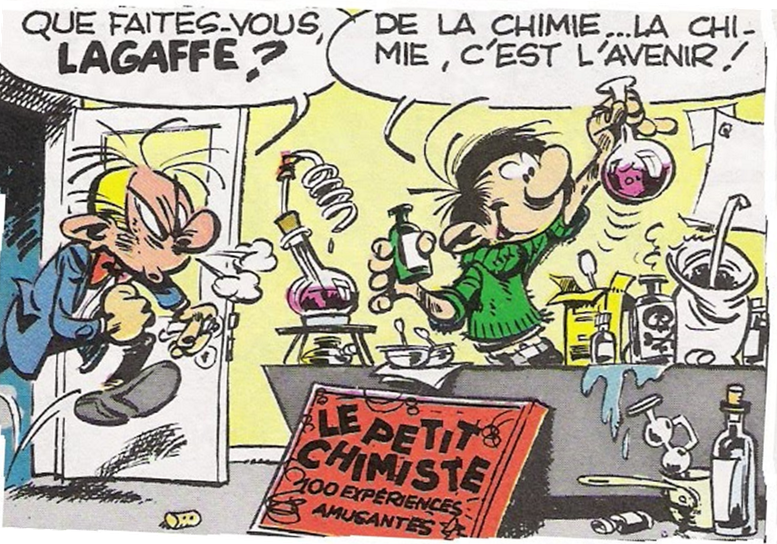 QUE FAITES-VOUS,
LAGAFFE ?
DE LA CHIMIE...LA CHI-
MIE, C'EST L'AVENIR !
LE PETIT
CHIMISTE
100 EXPÉRIENCES
AMUSANTES